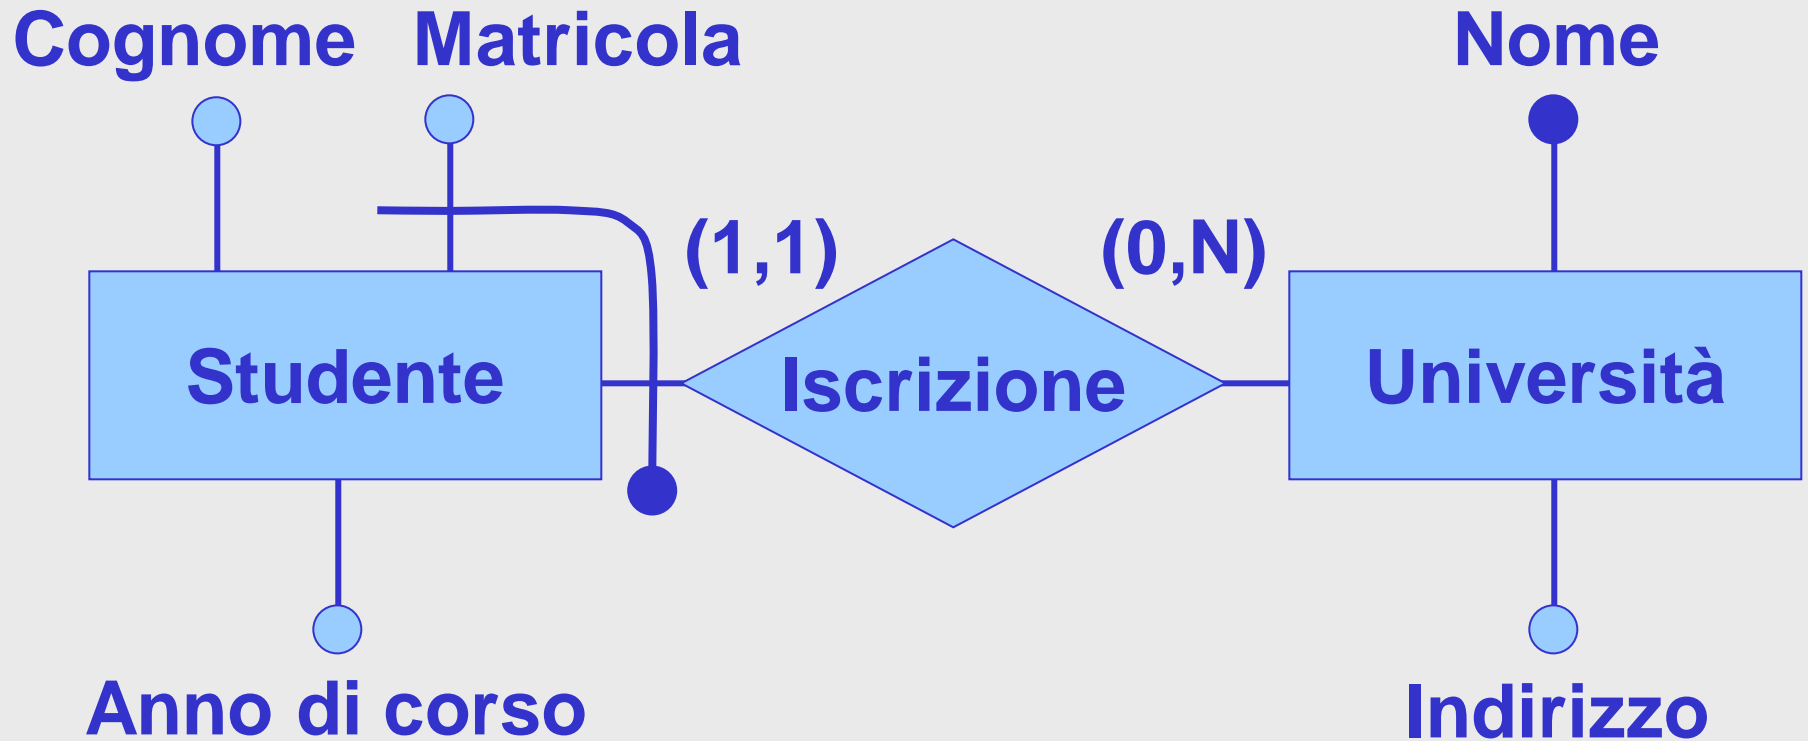 Cognome Matricola Nome
(1,1) (0,N)
Studente Iscrizione Università
Anno di corso Indirizzo